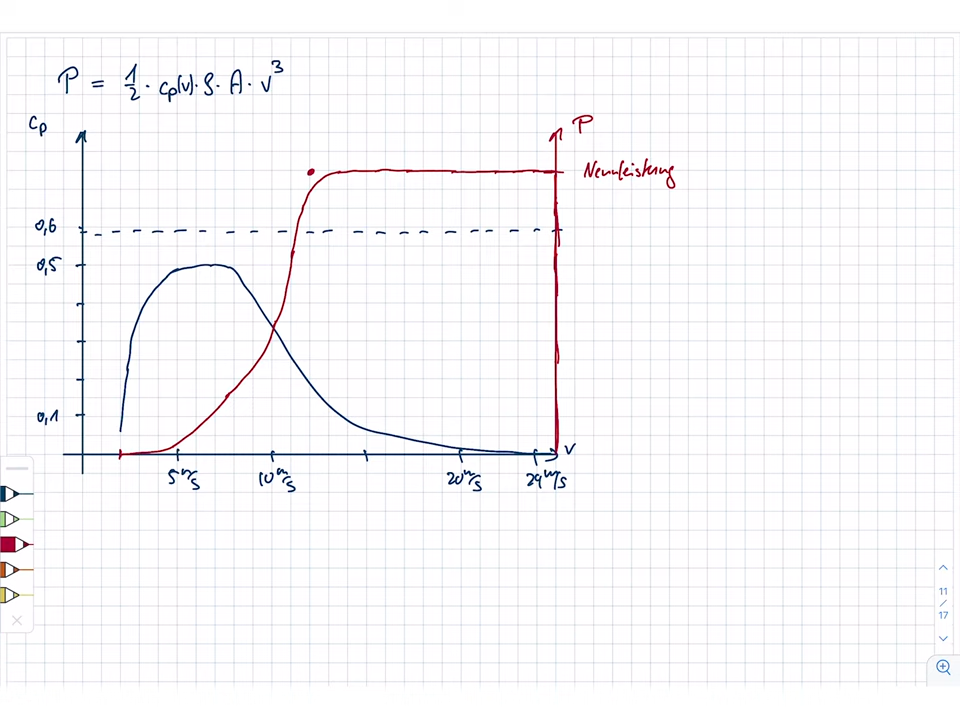 P = 1/2 · cp(v) · ρ · A · v³
cp
P
Nennleistung
0,6
0,5
0,1
v
5 m/s
10 m/s
20 m/s
24 m/s
11
/
17